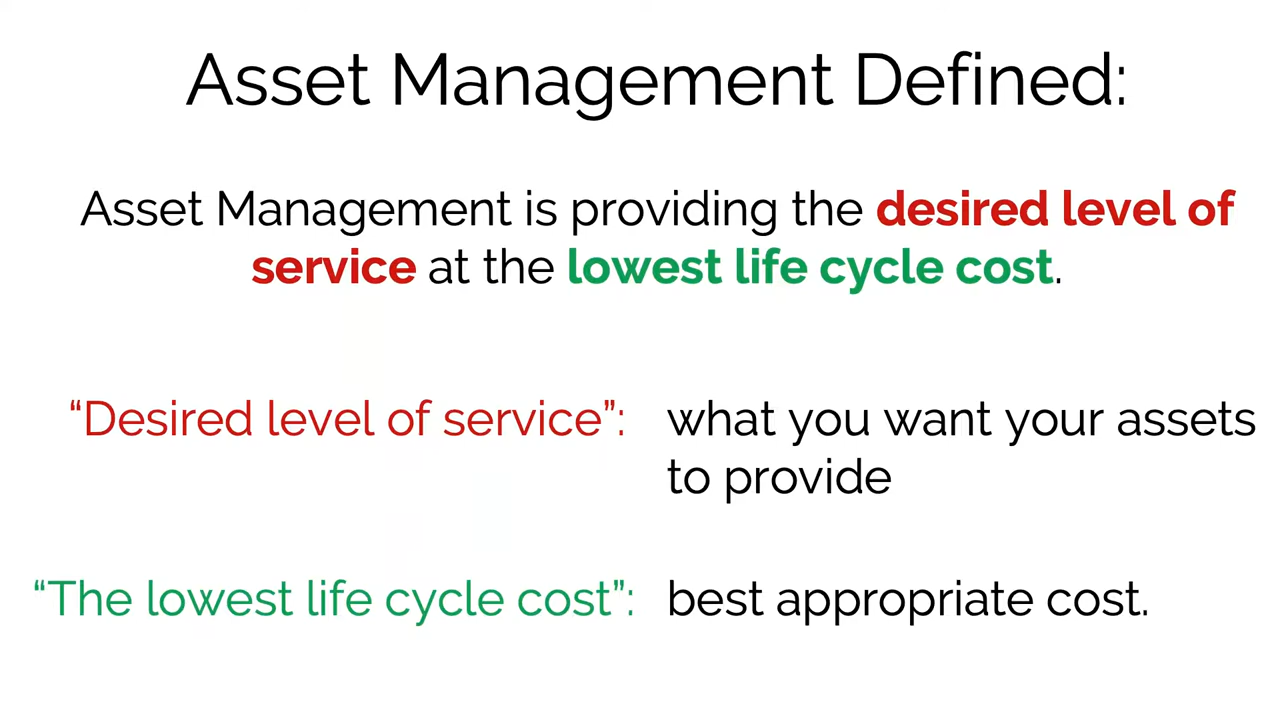 Asset Management Defined:
Asset Management is providing the desired level of
service at the lowest life cycle cost.
“Desired level of service”: what you want your assets
to provide
“The lowest life cycle cost”: best appropriate cost.